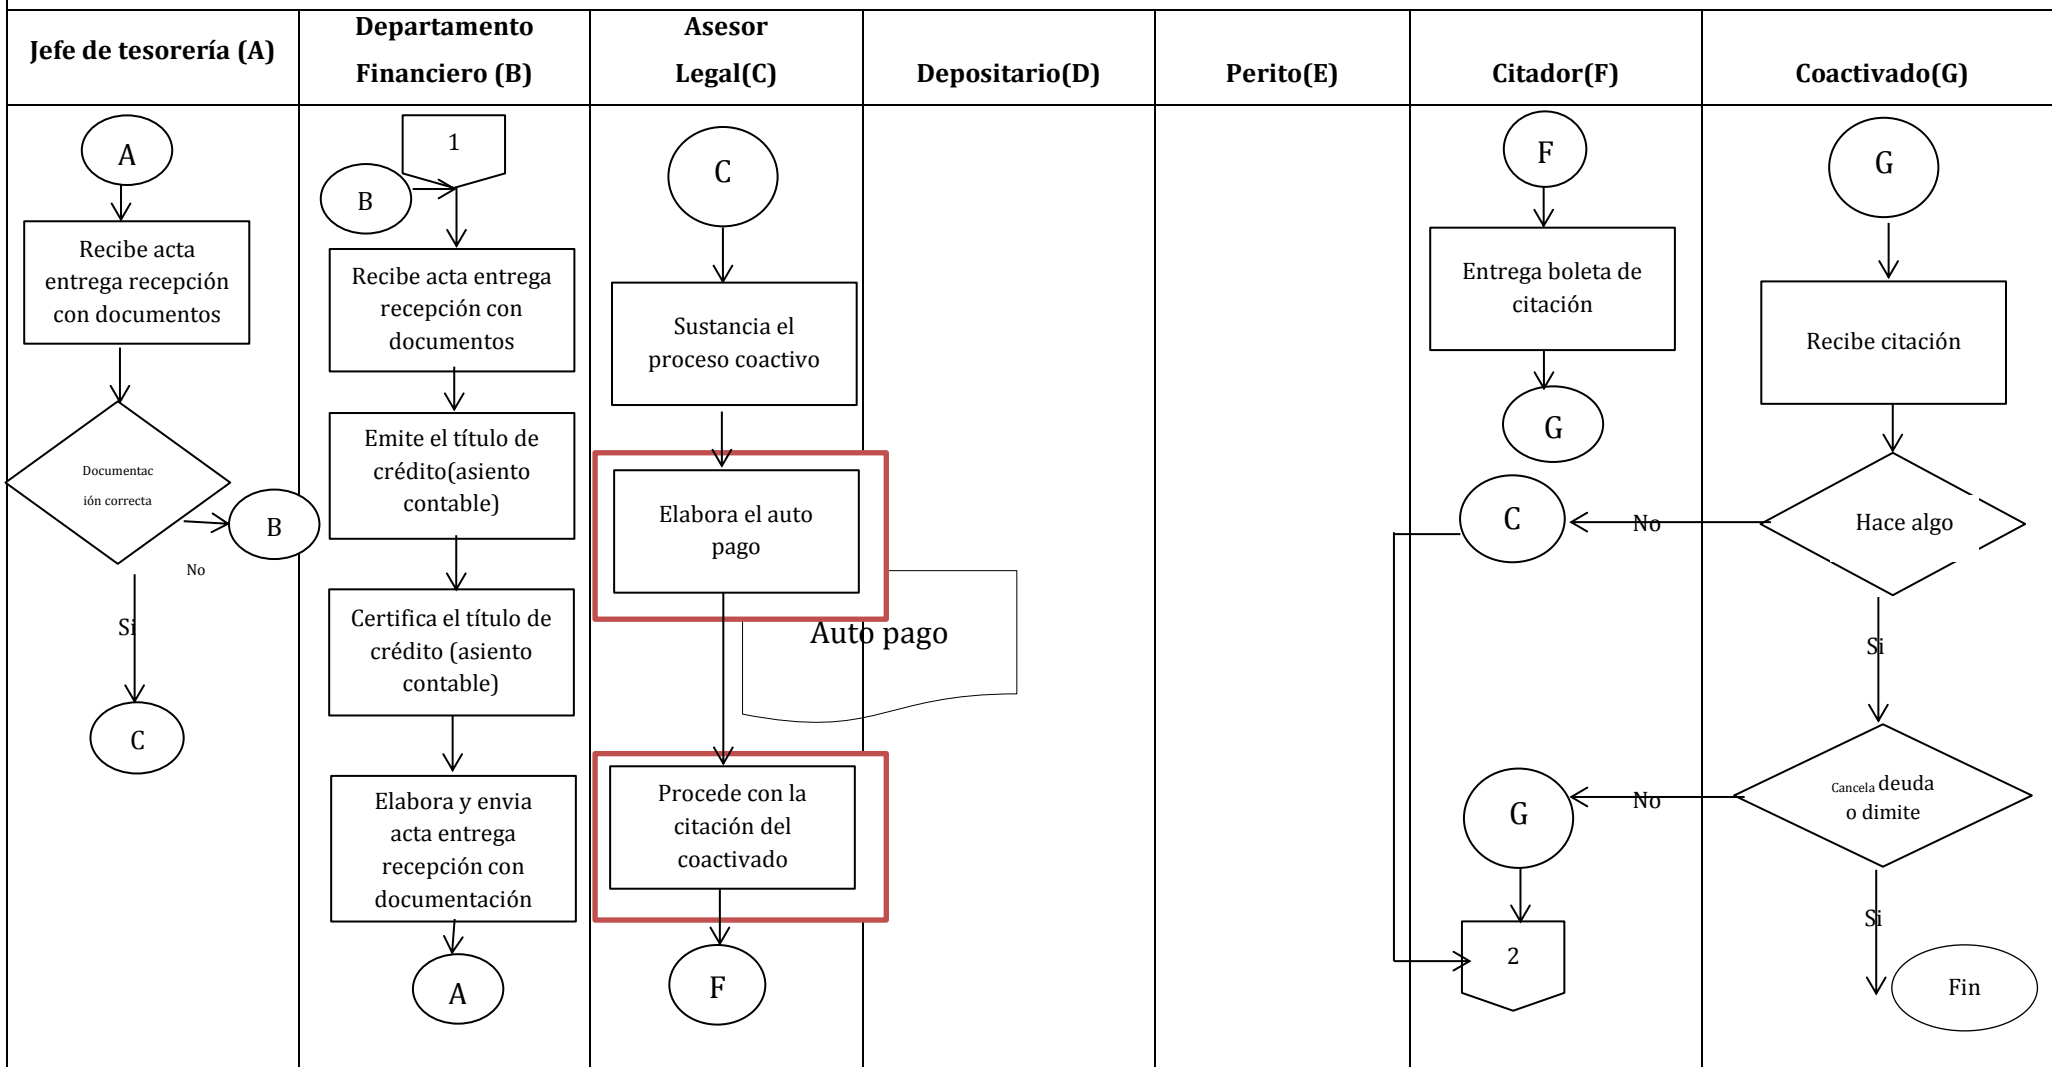 Jefe de tesorería (A)
Departamento
Financiero (B)
Asesor
Legal(C)
Depositario(D)
Perito(E)
Citador(F)
Coactivado(G)
A
Recibe acta
entrega recepción
con documentos
Documentac
ión correcta
B
No
Si
C
1
B
Recibe acta entrega
recepción con
documentos
Emite el título de
crédito(asiento
contable)
Certifica el título de
crédito (asiento
contable)
Elabora y envia
acta entrega
recepción con
documentación
A
C
Sustancia el
proceso coactivo
Elabora el auto
pago
Auto pago
Procede con la
citación del
coactivado
F
F
Entrega boleta de
citación
G
C
No
G
No
2
G
Recibe citación
Hace algo
Si
Cancela deuda
o dimite
Si
Fin